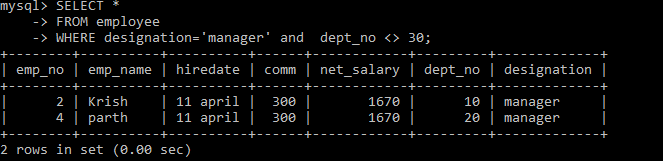 mysql> SELECT *
    -> FROM employee
    -> WHERE designation='manager' and  dept_no <> 30;
+--------+----------+----------+------+------------+---------+-------------+
| emp_no | emp_name | hiredate | comm | net_salary | dept_no | designation |
+--------+----------+----------+------+------------+---------+-------------+
|      2 | Krish    | 11 april |  300 |       1670 |      10 | manager     |
|      4 | parth    | 11 april |  300 |       1670 |      20 | manager     |
+--------+----------+----------+------+------------+---------+-------------+
2 rows in set (0.00 sec)